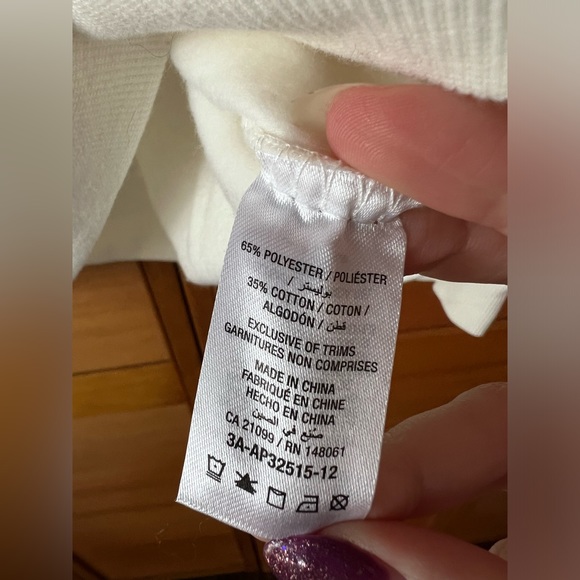 65% POLYESTER / POLIÉSTER
/ بوليستر
35% COTTON / COTON /
ALGODÓN / قطن
EXCLUSIVE OF TRIMS
GARNITURES NON COMPRISES
MADE IN CHINA
FABRIQUÉ EN CHINE
HECHO EN CHINA
صنع في الصين
CA 21099 / RN 148061
3A-AP32515-12